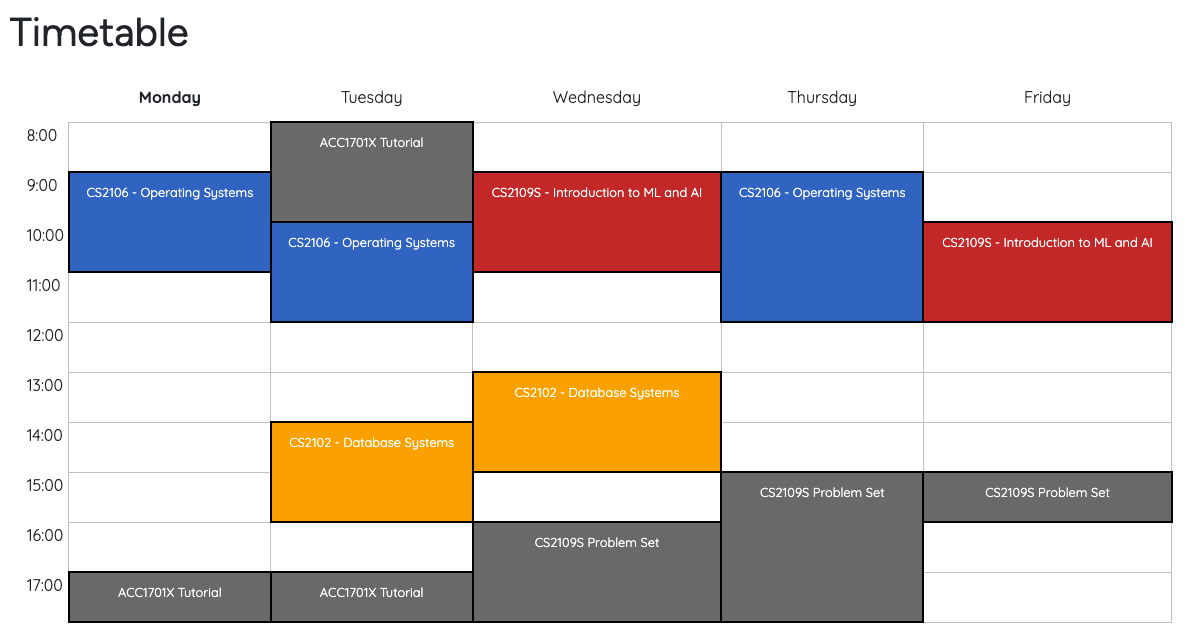 Timetable
Monday Tuesday Wednesday Thursday Friday
8:00 ACC1701X Tutorial
9:00 CS2106 - Operating Systems CS2109S - Introduction to ML and AI CS2106 - Operating Systems
10:00 CS2106 - Operating Systems CS2109S - Introduction to ML and AI
11:00
12:00
13:00 CS2102 - Database Systems
14:00 CS2102 - Database Systems
15:00 CS2109S Problem Set CS2109S Problem Set
16:00 CS2109S Problem Set
17:00 ACC1701X Tutorial ACC1701X Tutorial